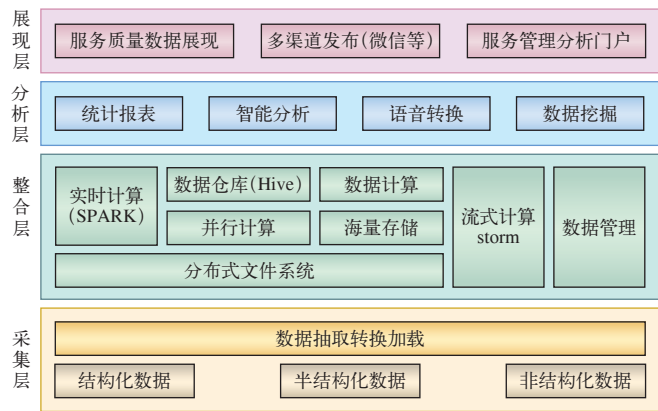 展现层
服务质量数据展现
多渠道发布(微信等)
服务管理分析门户
分析层
统计报表
智能分析
语音转换
数据挖掘
整合层
实时计算
(SPARK)
数据仓库(Hive)
数据计算
并行计算
海量存储
分布式文件系统
流式计算
storm
数据管理
采集层
数据抽取转换加载
结构化数据
半结构化数据
非结构化数据